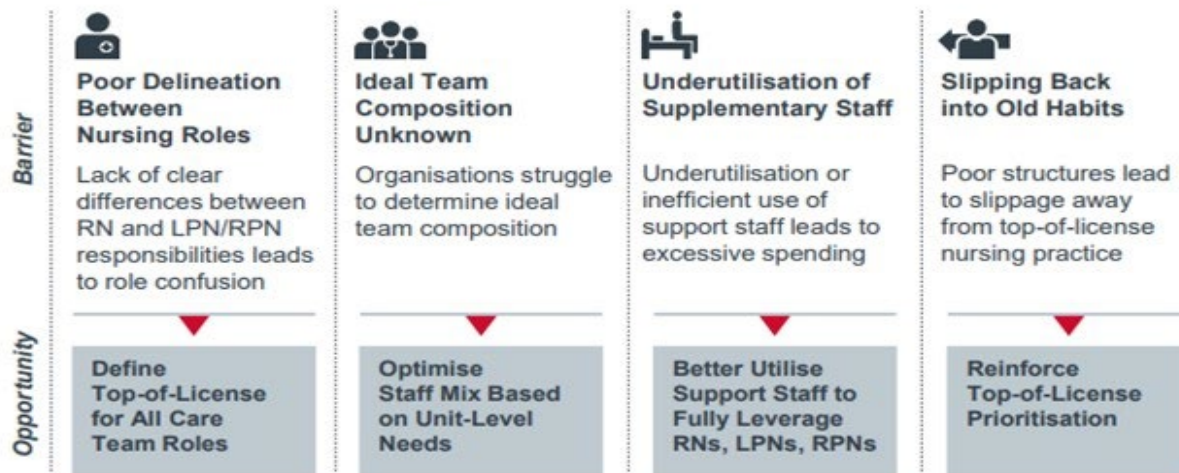 Barrier
Poor Delineation
Between
Nursing Roles
Lack of clear
differences between
RN and LPN/RPN
responsibilities leads
to role confusion
Ideal Team
Composition
Unknown
Organisations struggle
to determine ideal
team composition
Underutilisation of
Supplementary Staff
Underutilisation or
inefficient use of
support staff leads to
excessive spending
Slipping Back
into Old Habits
Poor structures lead
to slippage away
from top-of-license
nursing practice
Opportunity
Define
Top-of-License
for All Care
Team Roles
Optimise
Staff Mix Based
on Unit-Level
Needs
Better Utilise
Support Staff to
Fully Leverage
RNs, LPNs, RPNs
Reinforce
Top-of-License
Prioritisation